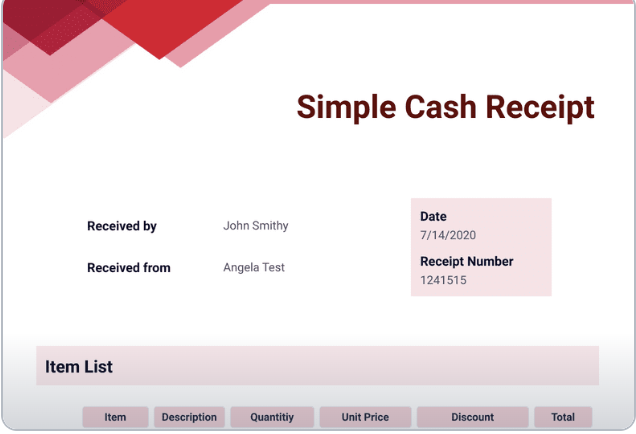 Simple Cash Receipt
Received by John Smithy
Received from Angela Test
Date
7/14/2020
Receipt Number
1241515
Item List
Item Description Quantitiy Unit Price Discount Total